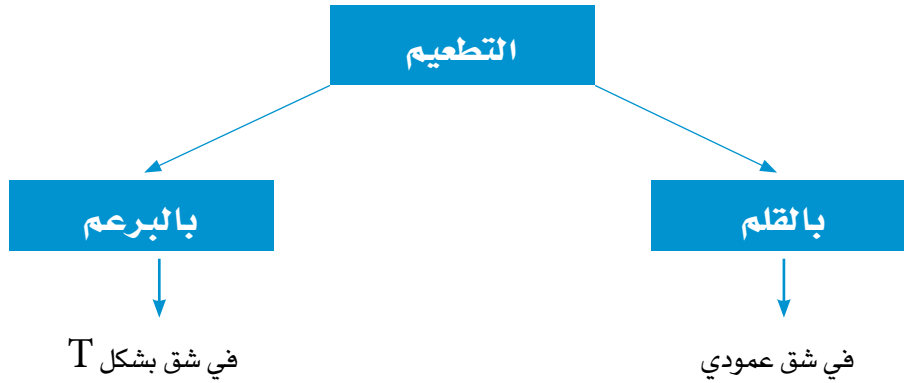 التطعيم
بالقلم
بالبرعم
في شق عمودي
في شق بشكل T